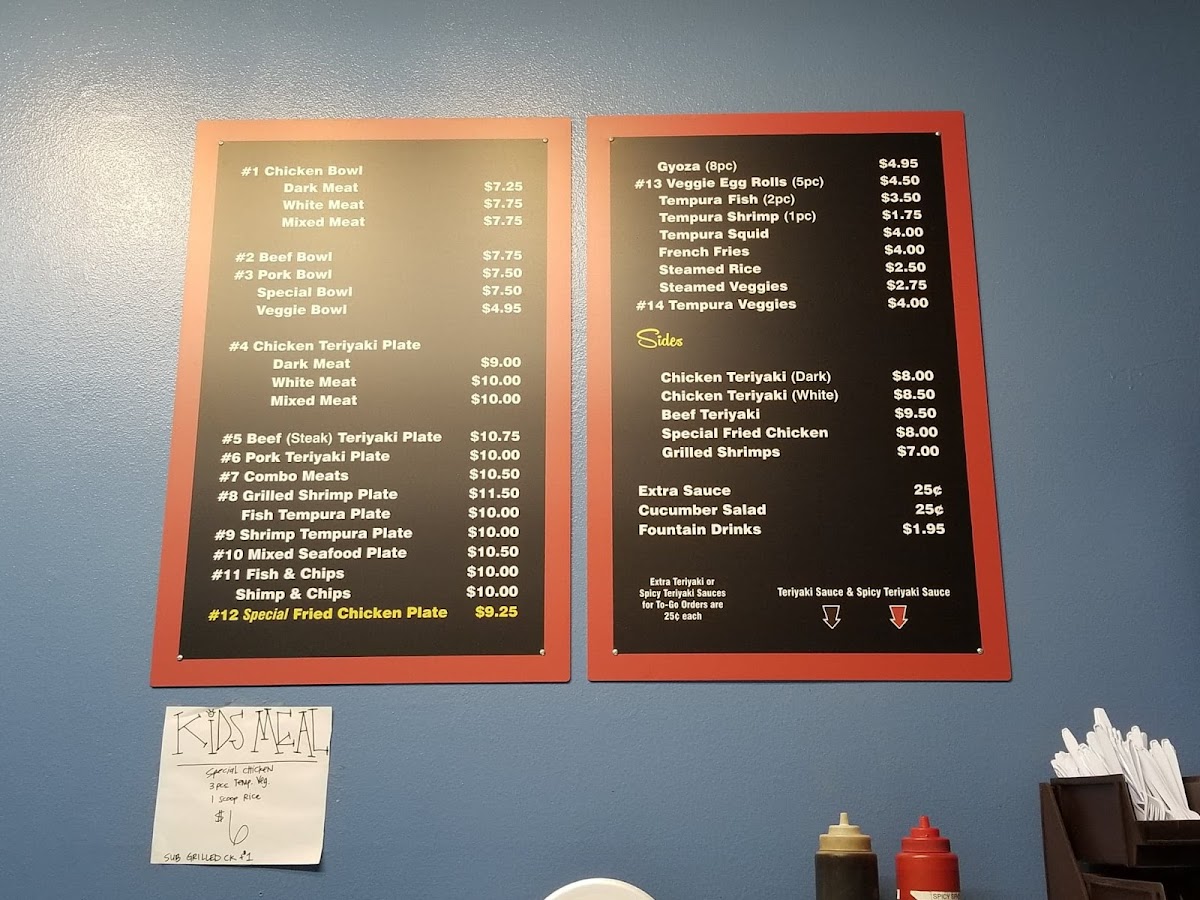 #1 Chicken Bowl
Dark Meat $7.25
White Meat $7.75
Mixed Meat $7.75
#2 Beef Bowl $7.75
#3 Pork Bowl $7.50
Special Bowl $7.50
Veggie Bowl $4.95
#4 Chicken Teriyaki Plate
Dark Meat $9.00
White Meat $10.00
Mixed Meat $10.00
#5 Beef (Steak) Teriyaki Plate $10.75
#6 Pork Teriyaki Plate $10.00
#7 Combo Meats $10.50
#8 Grilled Shrimp Plate $11.50
Fish Tempura Plate $10.00
#9 Shrimp Tempura Plate $10.00
#10 Mixed Seafood Plate $10.50
#11 Fish & Chips $10.00
Shimp & Chips $10.00
#12 Special Fried Chicken Plate $9.25
Gyoza (8pc) $4.95
#13 Veggie Egg Rolls (5pc) $4.50
Tempura Fish (2pc) $3.50
Tempura Shrimp (1pc) $1.75
Tempura Squid $4.00
French Fries $4.00
Steamed Rice $2.50
Steamed Veggies $2.75
#14 Tempura Veggies $4.00
Sides
Chicken Teriyaki (Dark) $8.00
Chicken Teriyaki (White) $8.50
Beef Teriyaki $9.50
Special Fried Chicken $8.00
Grilled Shrimps $7.00
Extra Sauce 25¢
Cucumber Salad 25¢
Fountain Drinks $1.95
Extra Teriyaki or
Spicy Teriyaki Sauces
for To-Go Orders are
25¢ each
Teriyaki Sauce & Spicy Teriyaki Sauce
KiDS MEAL
Special Chicken
3 pcs Temp. Veg.
1 Scoop Rice
$6
SUB GRILLED CK +$1
SPICY